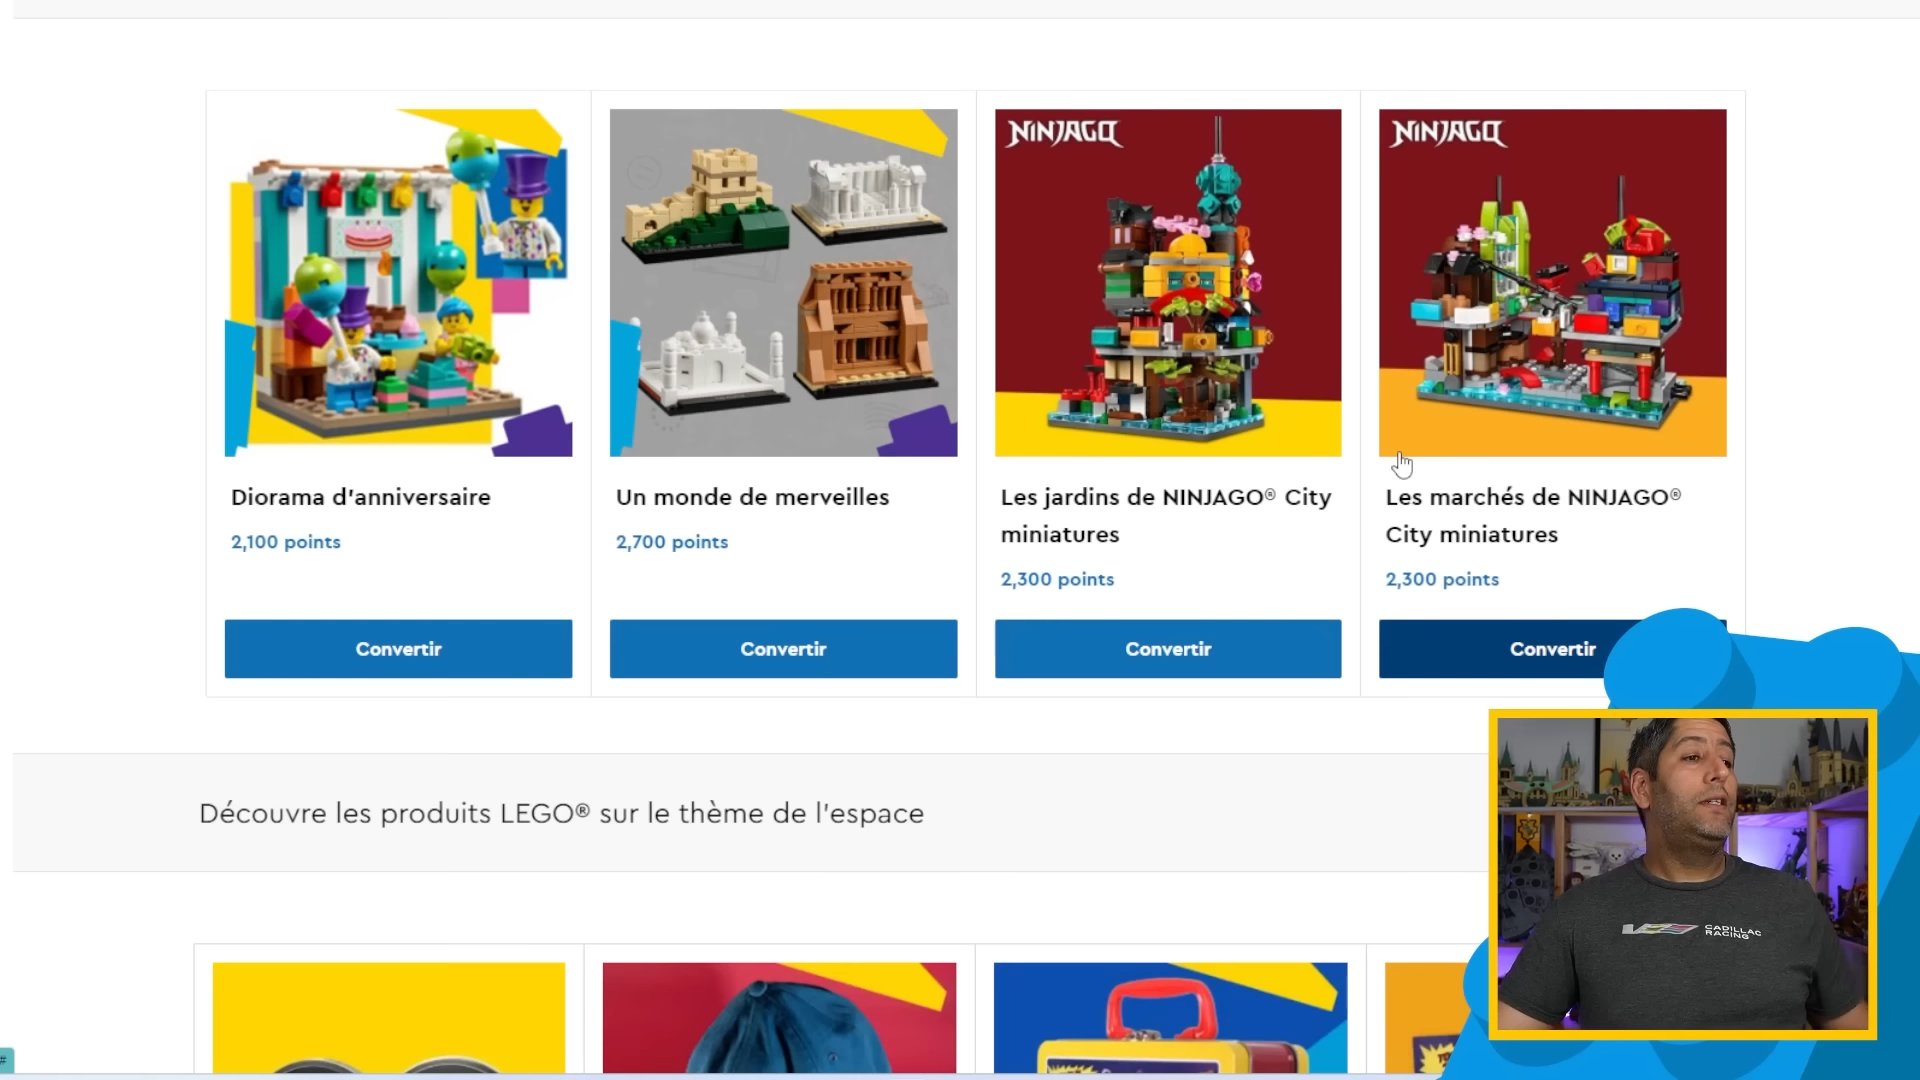 NINJAGO
NINJAGO
Diorama d'anniversaire
2,100 points
Convertir
Un monde de merveilles
2,700 points
Convertir
Les jardins de NINJAGO® City
miniatures
2,300 points
Convertir
Les marchés de NINJAGO®
City miniatures
2,300 points
Convertir
Découvre les produits LEGO® sur le thème de l'espace
CADILLAC
RACING
#